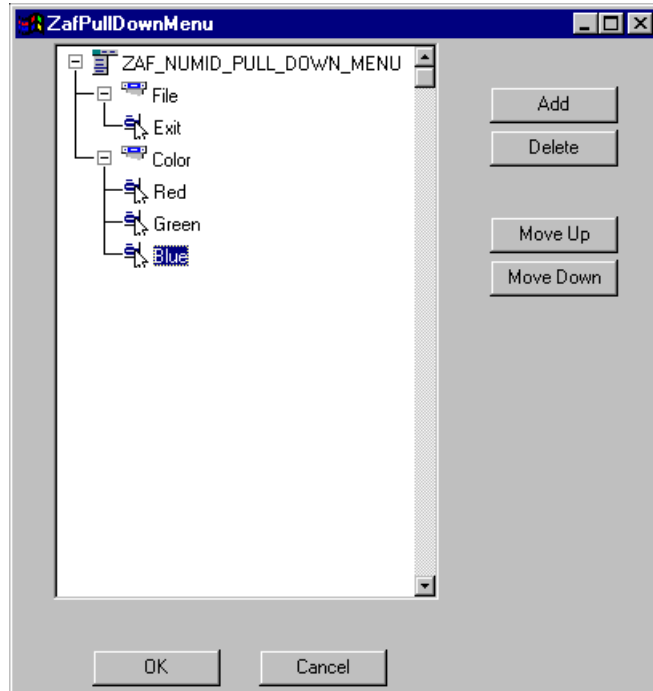 ZafPullDownMenu
ZAF_NUMID_PULL_DOWN_MENU
File
Exit
Color
Red
Green
Blue
Add
Delete
Move Up
Move Down
OK
Cancel